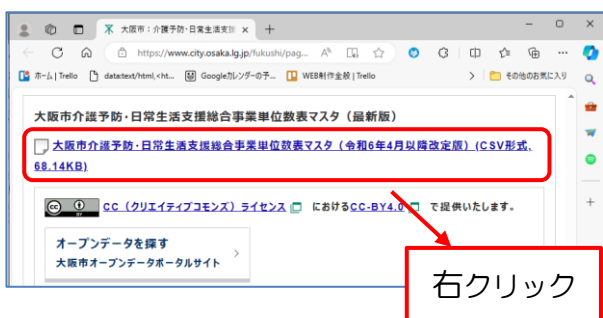 大阪市：介護予防・日常生活支援
https://www.city.osaka.lg.jp/fukushi/pag...
ホーム | Trello
data:text/html,<ht...
Googleカレンダーの予...
WEB制作全般 | Trello
その他のお気に入り
大阪市介護予防・日常生活支援総合事業単位数表マスタ（最新版）
大阪市介護予防・日常生活支援総合事業単位数表マスタ（令和6年4月以降改定版）(CSV形式,
68.14KB)
cc BY CC（クリエイティブコモンズ）ライセンス における CC-BY4.0 で提供いたします。
オープンデータを探す
大阪市オープンデータポータルサイト
右クリック